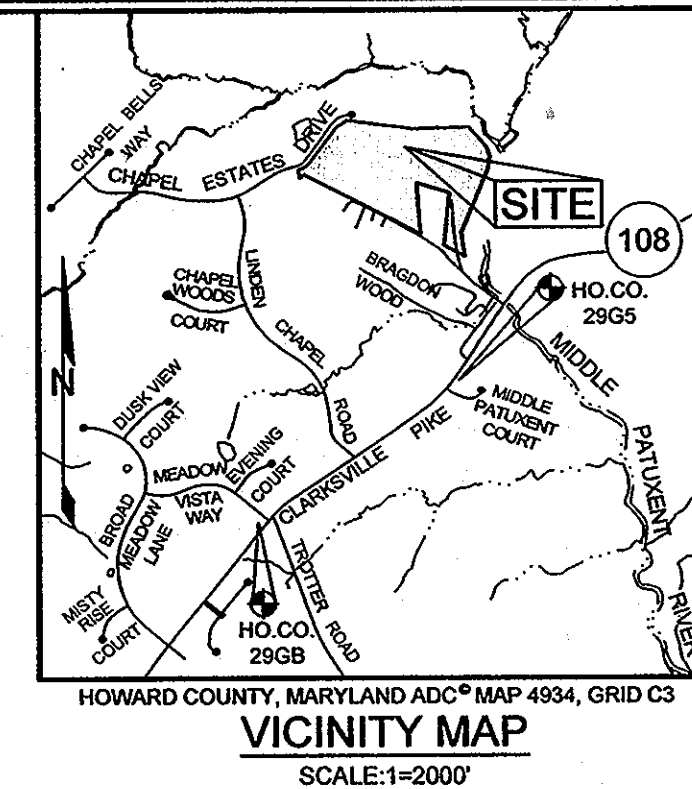 CHAPEL BELLS
WAY
CHAPEL ESTATES DRIVE
SITE
108
BRAGDON
WOOD
HO.CO.
29G5
LINDEN
CHAPEL
ROAD
CHAPEL
WOODS
COURT
MIDDLE
PATUXENT
RIVER
MIDDLE
PATUXENT
COURT
N
DUSK VIEW
COURT
MEADOW
VISTA
WAY
EVENING
COURT
CLARKSVILLE PIKE
BROAD
MEADOW
LANE
TROTTER ROAD
MISTY
RISE
COURT
HO.CO.
29GB
HOWARD COUNTY, MARYLAND ADC® MAP 4934, GRID C3
VICINITY MAP
SCALE:1=2000'